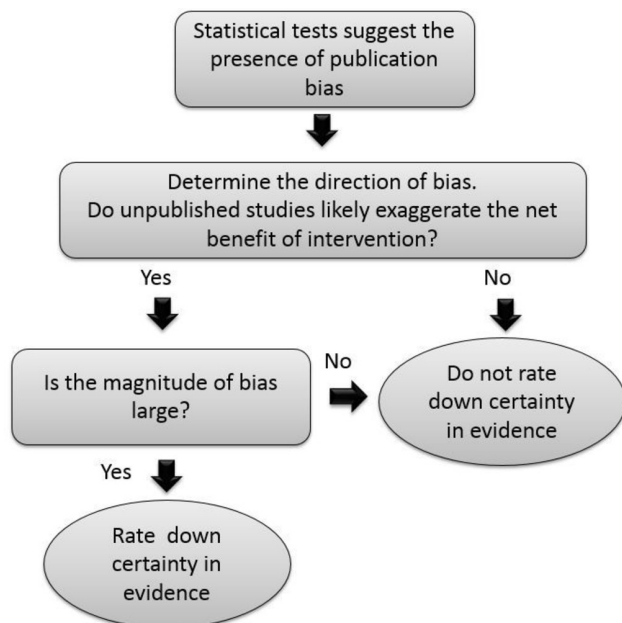 Statistical tests suggest the
presence of publication
bias
Determine the direction of bias.
Do unpublished studies likely exaggerate the net
benefit of intervention?
Yes
No
Is the magnitude of bias
large?
No
Do not rate
down certainty
in evidence
Yes
Rate down
certainty in
evidence